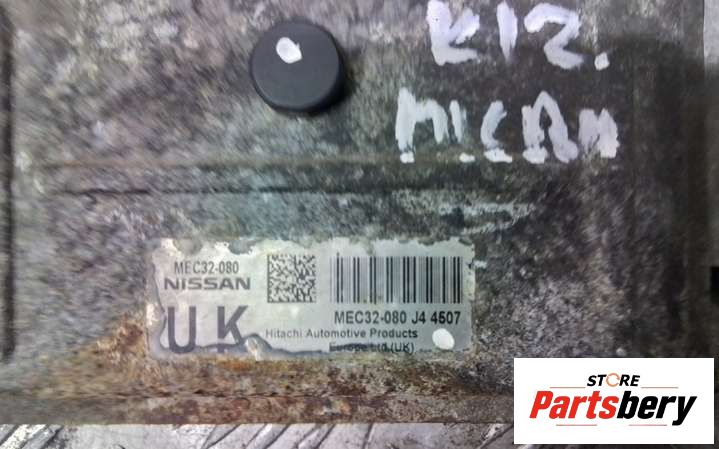 K12.
MICRA
MEC32-080
NISSAN
UK
MEC32-080 J4 4507
Hitachi Automotive Products
Europe Ltd.(UK)
STORE
Partsbery